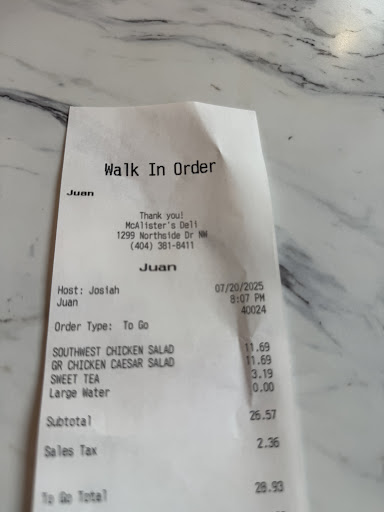 Walk In Order
Juan
Thank you!
McAlister's Deli
1299 Northside Dr NW
(404) 381-8411
Juan
Host: Josiah 07/20/2025
Juan 8:07 PM
40024
Order Type: To Go
SOUTHWEST CHICKEN SALAD 11.69
GR CHICKEN CAESAR SALAD 11.69
SWEET TEA 3.19
Large Water 0.00
Subtotal 26.57
Sales Tax 2.36
To Go Total 28.93